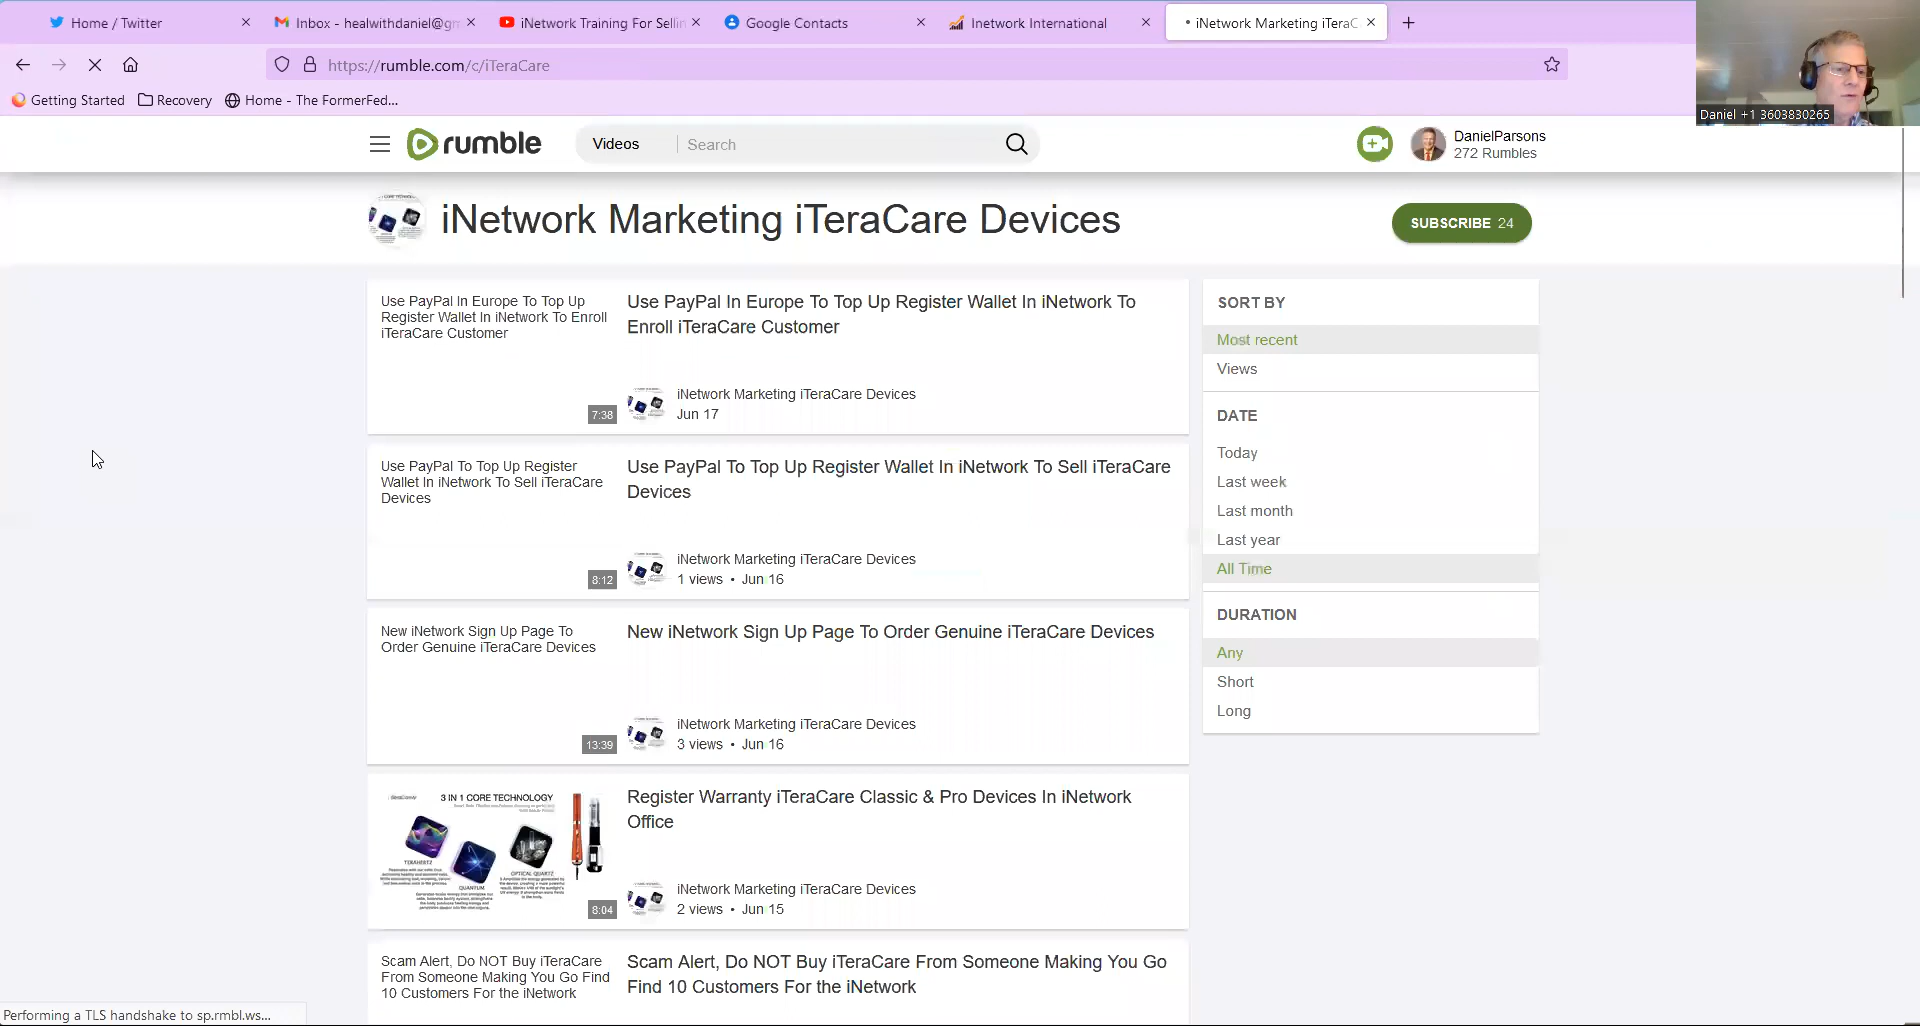 Home / Twitter
Inbox - healwithdaniel@gm
iNetwork Training For Sellin
Google Contacts
Inetwork International
iNetwork Marketing iTeraC
https://rumble.com/c/iTeraCare
Getting Started
Recovery
Home - The FormerFed...
Daniel +1 3603830265
rumble
Videos
Search
DanielParsons
272 Rumbles
iNetwork Marketing iTeraCare Devices
SUBSCRIBE 24
Use PayPal In Europe To Top Up
Register Wallet In iNetwork To Enroll
iTeraCare Customer
7:38
Use PayPal In Europe To Top Up Register Wallet In iNetwork To
Enroll iTeraCare Customer
iNetwork Marketing iTeraCare Devices
Jun 17
Use PayPal To Top Up Register
Wallet In iNetwork To Sell iTeraCare
Devices
8:12
Use PayPal To Top Up Register Wallet In iNetwork To Sell iTeraCare
Devices
iNetwork Marketing iTeraCare Devices
1 views • Jun 16
New iNetwork Sign Up Page To
Order Genuine iTeraCare Devices
13:39
New iNetwork Sign Up Page To Order Genuine iTeraCare Devices
iNetwork Marketing iTeraCare Devices
3 views • Jun 16
3 IN 1 CORE TECHNOLOGY
TERAHERTZ
QUANTUM
OPTICAL QUARTZ
8:04
Register Warranty iTeraCare Classic & Pro Devices In iNetwork
Office
iNetwork Marketing iTeraCare Devices
2 views • Jun 15
Scam Alert, Do NOT Buy iTeraCare
From Someone Making You Go Find
10 Customers For the iNetwork
Scam Alert, Do NOT Buy iTeraCare From Someone Making You Go
Find 10 Customers For the iNetwork
SORT BY
Most recent
Views
DATE
Today
Last week
Last month
Last year
All Time
DURATION
Any
Short
Long
Performing a TLS handshake to sp.rmbl.ws...